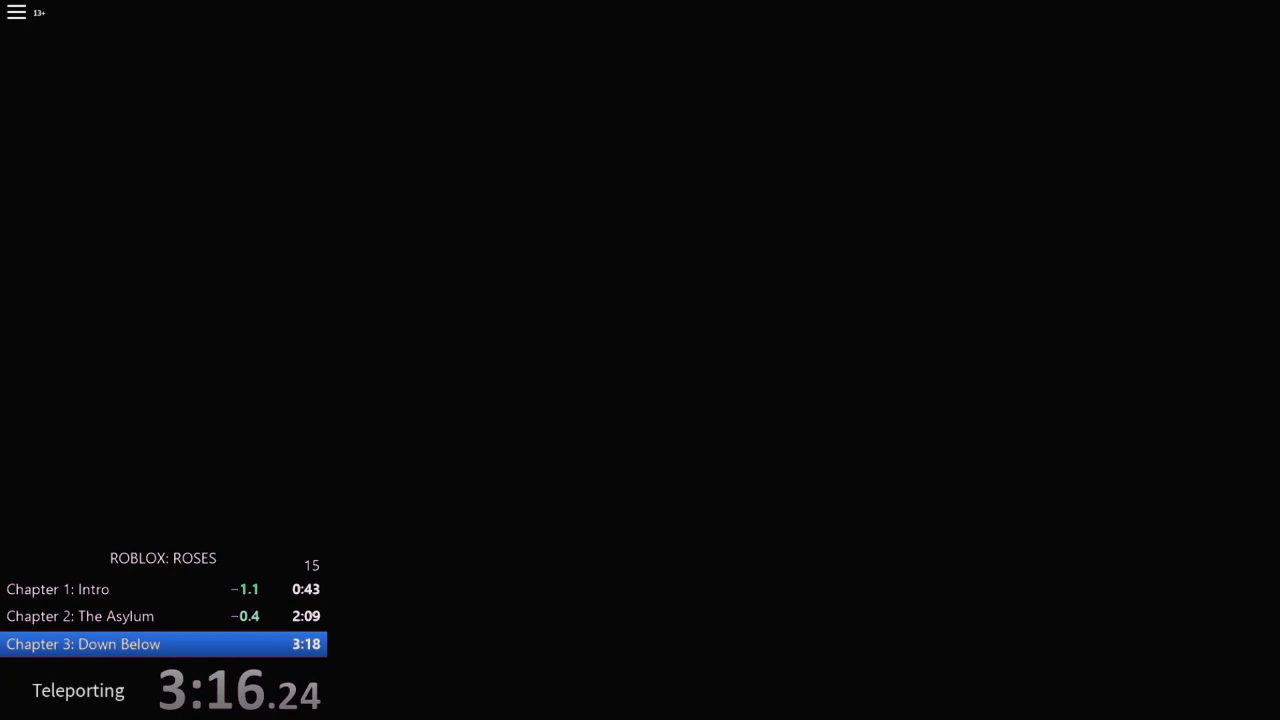 13+
ROBLOX: ROSES
15
Chapter 1: Intro −1.1 0:43
Chapter 2: The Asylum −0.4 2:09
Chapter 3: Down Below 3:18
Teleporting 3:16.24